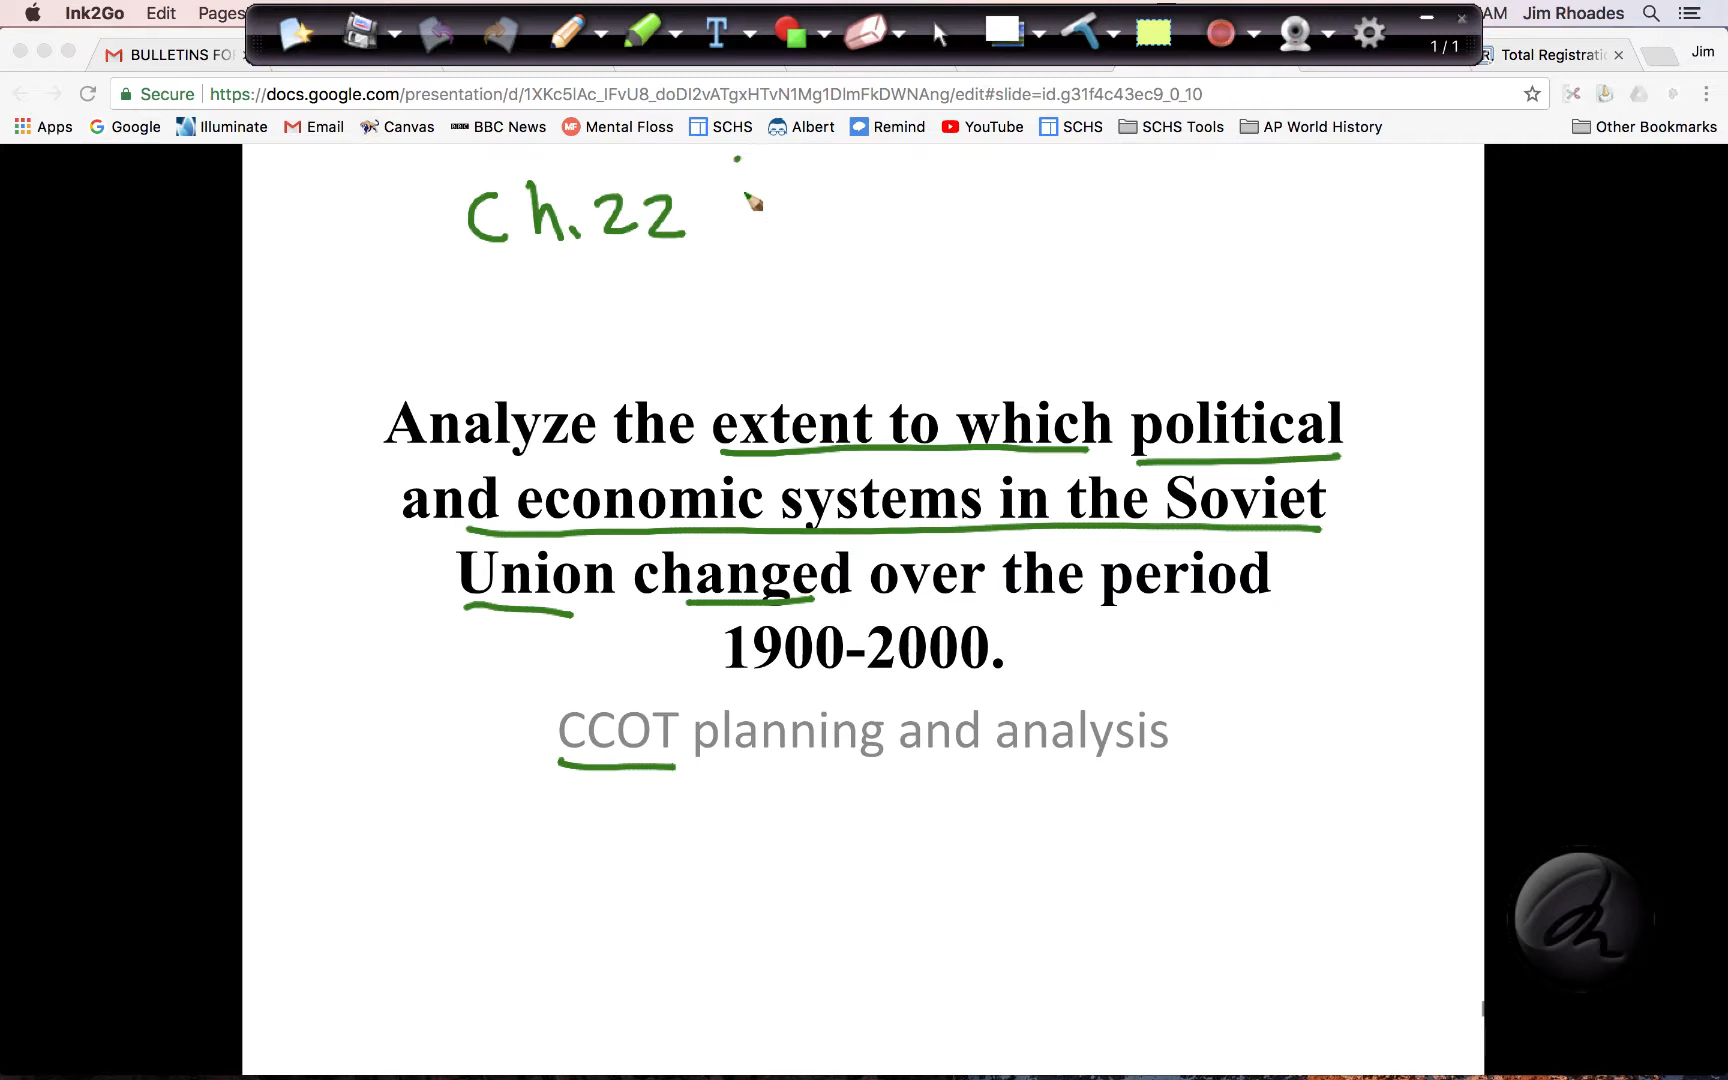 Ink2Go Edit Pages AM Jim Rhoades
1 / 1
BULLETINS FO Total Registrati Jim
Secure https://docs.google.com/presentation/d/1XKc5lAc_lFvU8_doDI2vATgxHTvN1Mg1DlmFkDWNAng/edit#slide=id.g31f4c43ec9_0_10
Apps Google Illuminate Email Canvas BBC News Mental Floss SCHS Albert Remind YouTube SCHS SCHS Tools AP World History Other Bookmarks
Ch. 22
Analyze the extent to which political
and economic systems in the Soviet
Union changed over the period
1900-2000.
CCOT planning and analysis